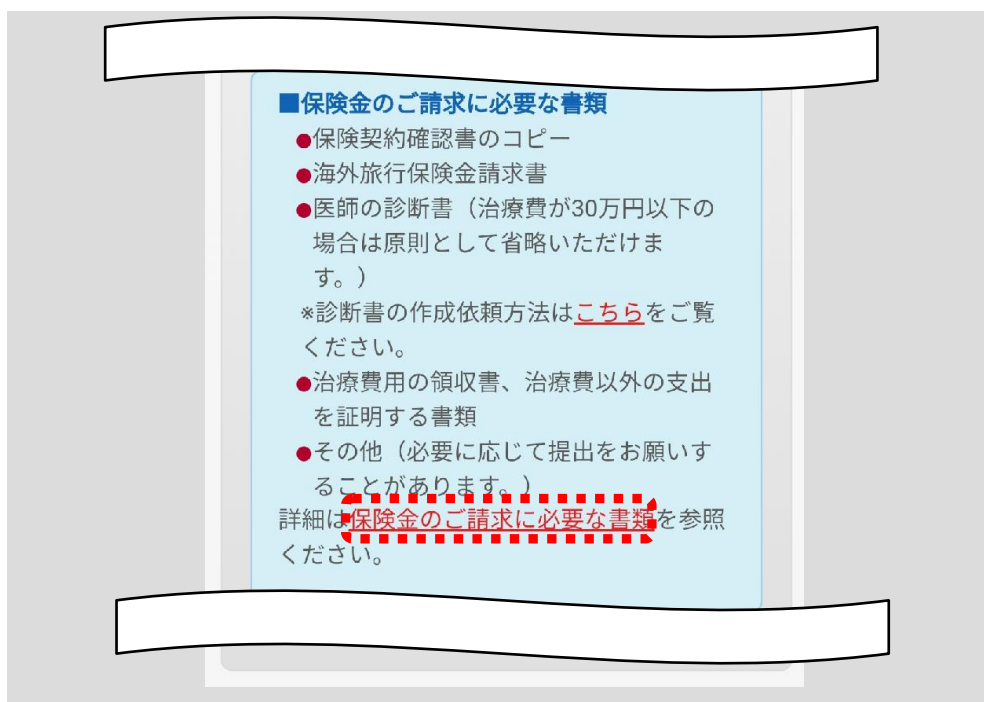 ■保険金のご請求に必要な書類
●保険契約確認書のコピー
●海外旅行保険金請求書
●医師の診断書（治療費が30万円以下の
場合は原則として省略いただけま
す。）
※診断書の作成依頼方法はこちらをご覧
ください。
●治療費用の領収書、治療費以外の支出
を証明する書類
●その他（必要に応じて提出をお願いす
ることがあります。）
詳細は保険金のご請求に必要な書類を参照
ください。